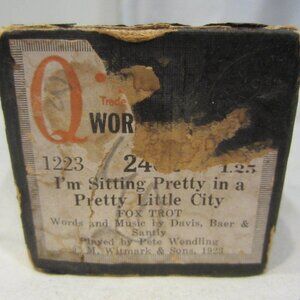 Q
Trade
WOR
1223 24 1.25
I'm Sitting Pretty in a
Pretty Little City
FOX TROT
Words and Music by Davis, Baer &
Santly
Played by Pete Wendling
M. Witmark & Sons, 1923